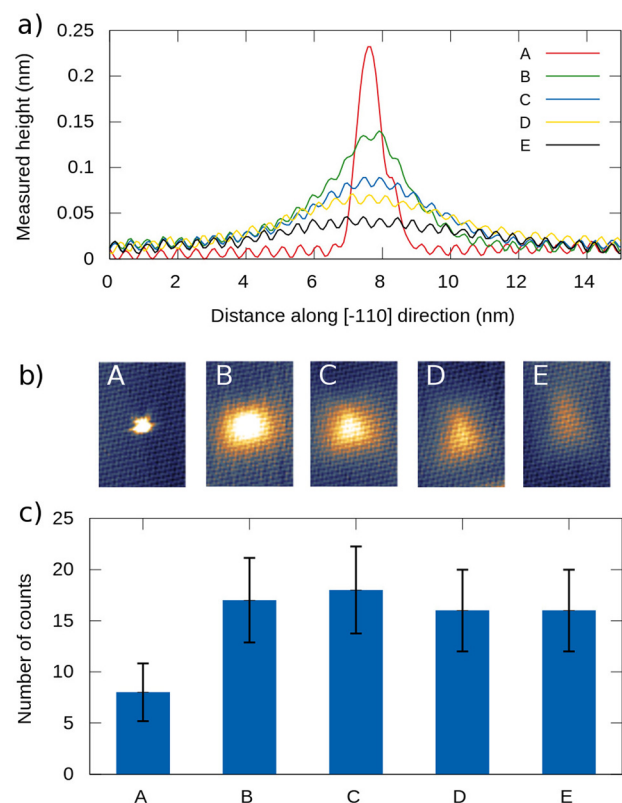 a)
0.25
0.2
0.15
0.1
0.05
0
Measured height (nm)
A
B
C
D
E
0 2 4 6 8 10 12 14
Distance along [-110] direction (nm)
b)
A B C D E
c)
25
20
15
10
5
0
Number of counts
A B C D E